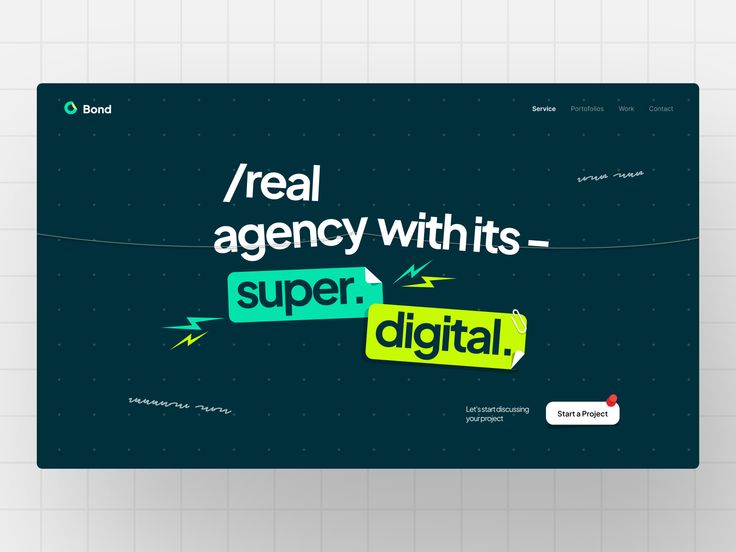 Bond
Service Portofolios Work Contact
/real
agency with its –
super.
digital.
Let's start discussing
your project
Start a Project